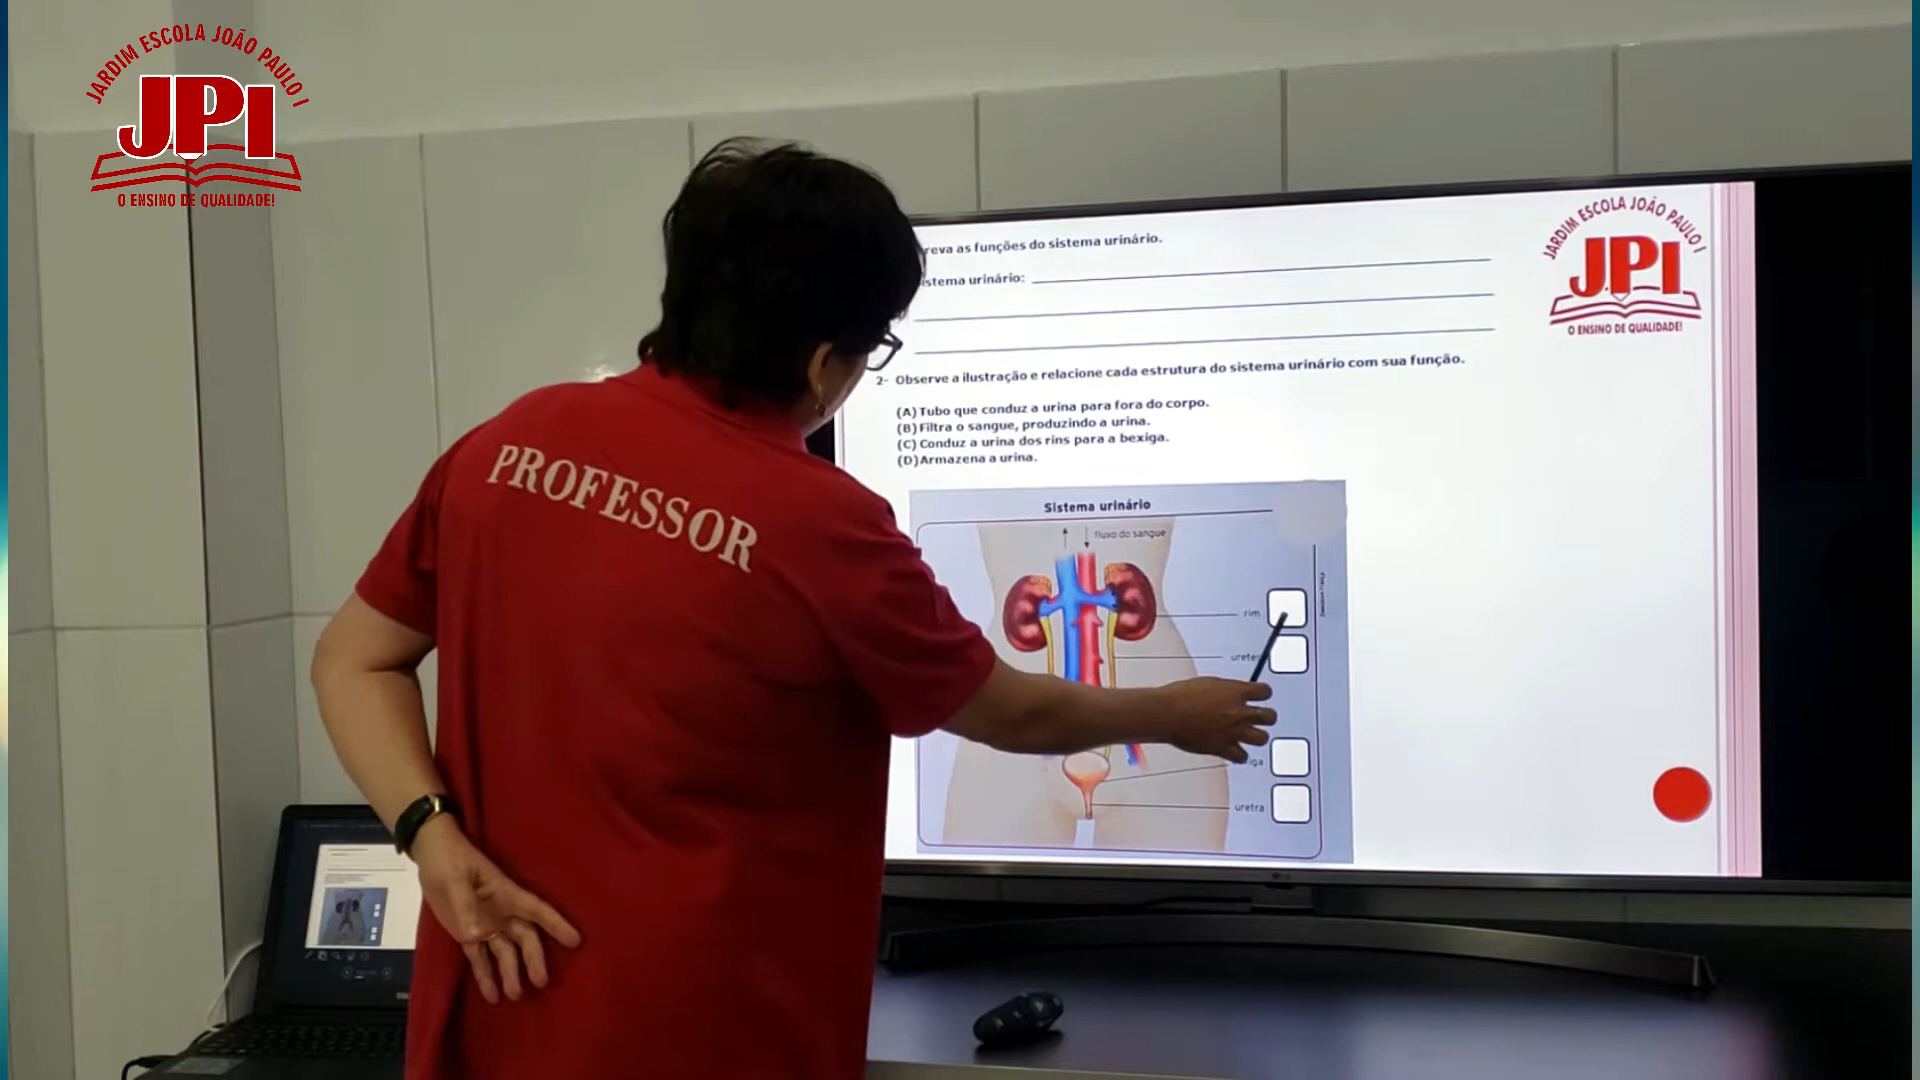 JARDIM ESCOLA JOÃO PAULO I
JPI
O ENSINO DE QUALIDADE!
PROFESSOR
reva as funções do sistema urinário.
istema urinário:
2- Observe a ilustração e relacione cada estrutura do sistema urinário com sua função.
(A) Tubo que conduz a urina para fora do corpo.
(B) Filtra o sangue, produzindo a urina.
(C) Conduz a urina dos rins para a bexiga.
(D) Armazena a urina.
Sistema urinário
fluxo do sangue
rim
urete
iga
uretra
JARDIM ESCOLA JOÃO PAULO I
JPI
O ENSINO DE QUALIDADE!
LG